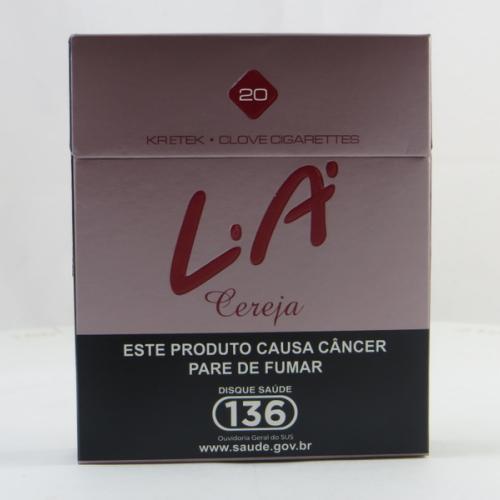 20
KRETEK • CLOVE CIGARETTES
L.A.
Cereja
ESTE PRODUTO CAUSA CÂNCER
PARE DE FUMAR
DISQUE SAÚDE
136
Ouvidoria Geral do SUS
www.saude.gov.br